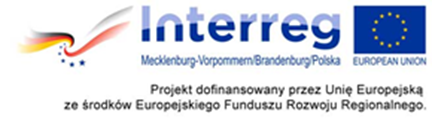 Interreg
Mecklenburg-Vorpommern/Brandenburg/Polska
EUROPEAN UNION
Projekt dofinansowany przez Unię Europejską
ze środków Europejskiego Funduszu Rozwoju Regionalnego.